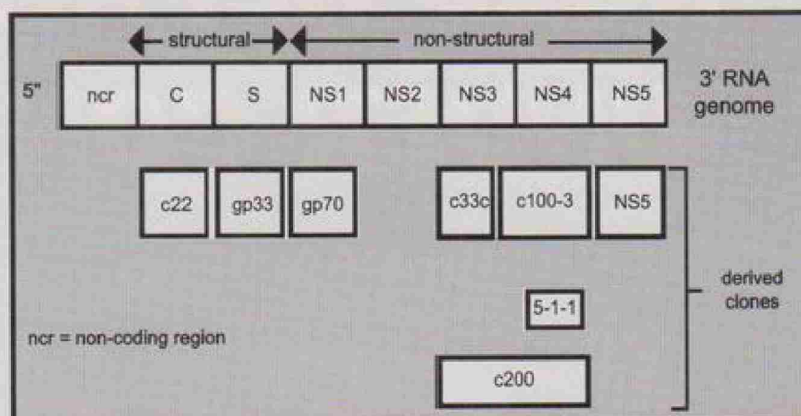 structural non-structural
5" ncr C S NS1 NS2 NS3 NS4 NS5 3' RNA
genome
c22 gp33 gp70 c33c c100-3 NS5
derived
clones
5-1-1
ncr = non-coding region
c200